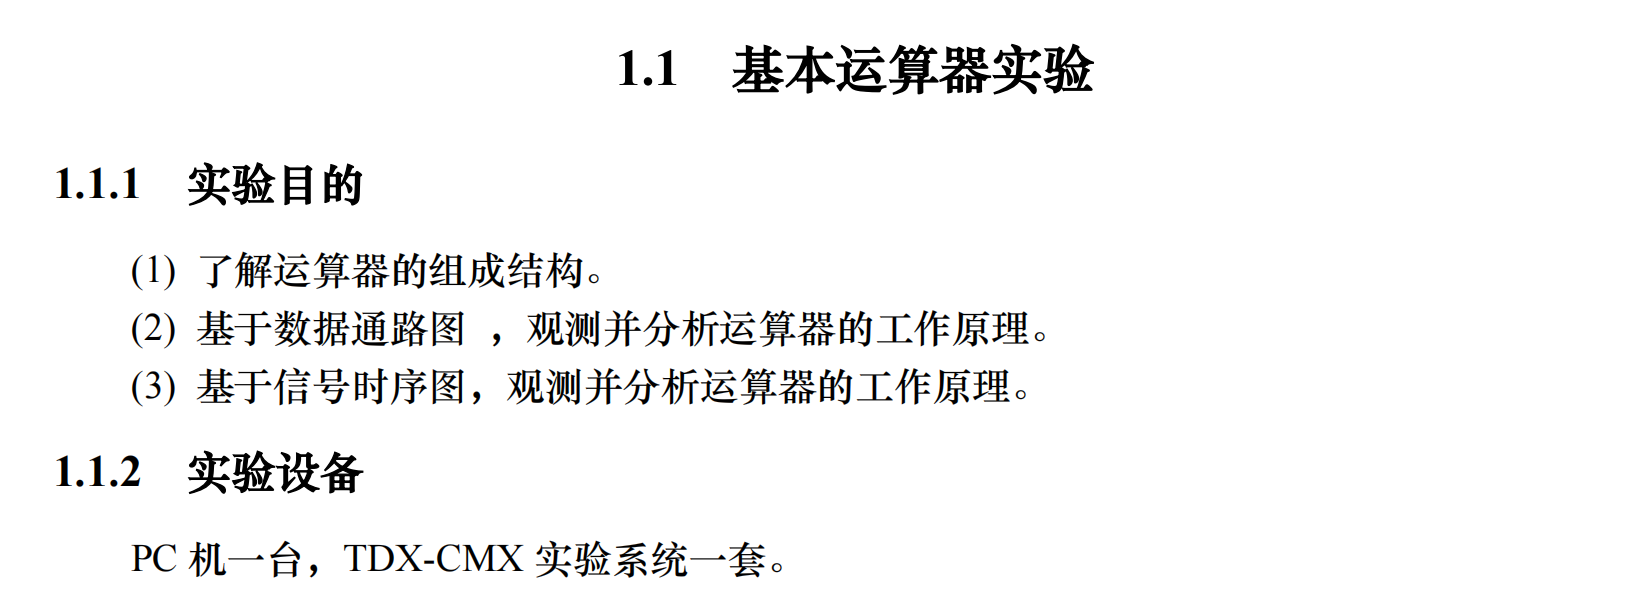 1.1 基本运算器实验
1.1.1 实验目的
(1) 了解运算器的组成结构。
(2) 基于数据通路图 ，观测并分析运算器的工作原理。
(3) 基于信号时序图，观测并分析运算器的工作原理。
1.1.2 实验设备
PC 机一台，TDX-CMX 实验系统一套。